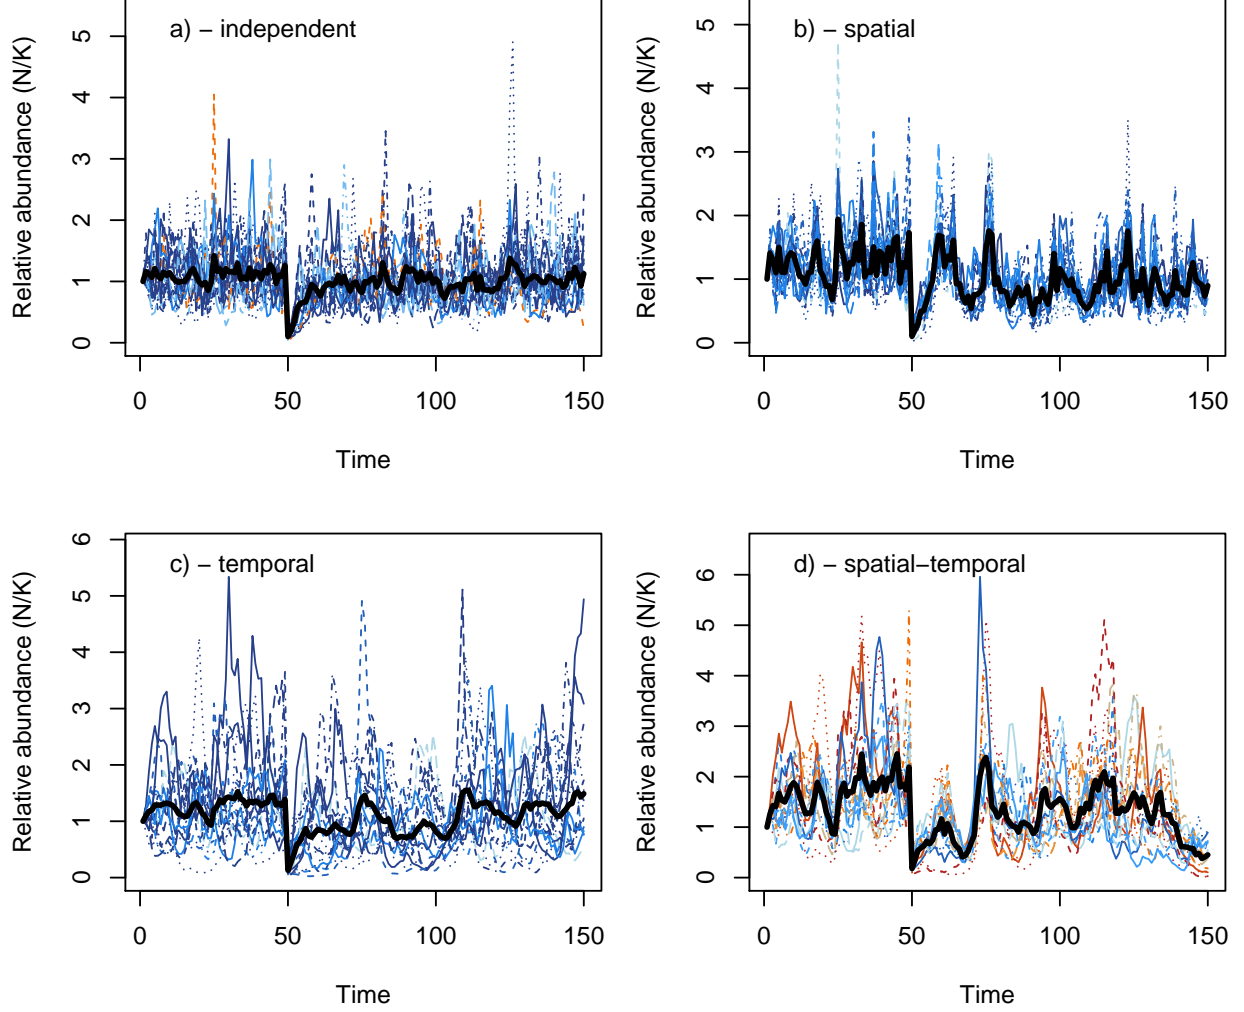 a) − independent
Relative abundance (N/K)
0 1 2 3 4 5
0 50 100 150
Time
b) − spatial
Relative abundance (N/K)
0 1 2 3 4 5
0 50 100 150
Time
c) − temporal
Relative abundance (N/K)
0 1 2 3 4 5 6
0 50 100 150
Time
d) − spatial−temporal
Relative abundance (N/K)
0 1 2 3 4 5 6
0 50 100 150
Time